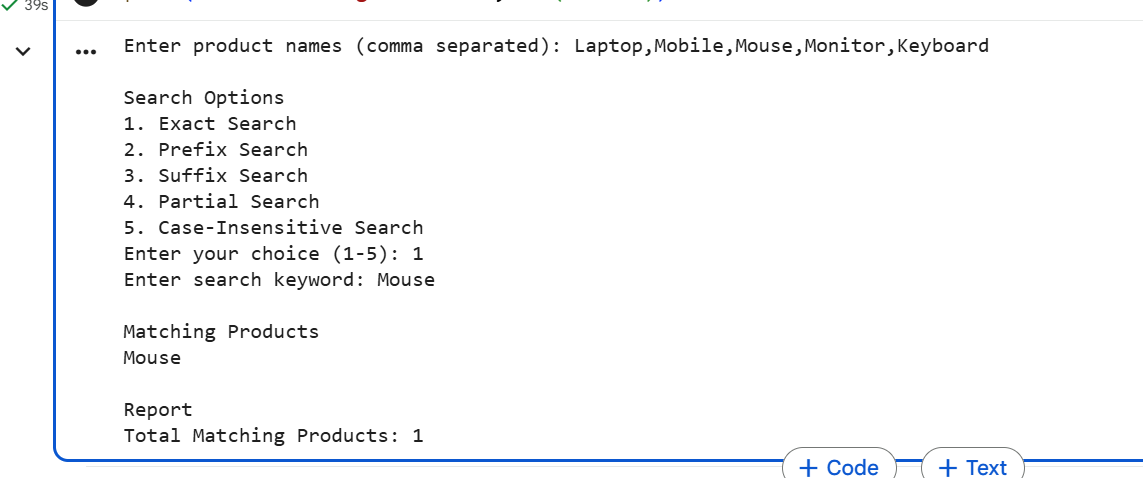 39s
Enter product names (comma separated): Laptop,Mobile,Mouse,Monitor,Keyboard
Search Options
1. Exact Search
2. Prefix Search
3. Suffix Search
4. Partial Search
5. Case-Insensitive Search
Enter your choice (1-5): 1
Enter search keyword: Mouse
Matching Products
Mouse
Report
Total Matching Products: 1
+ Code + Text